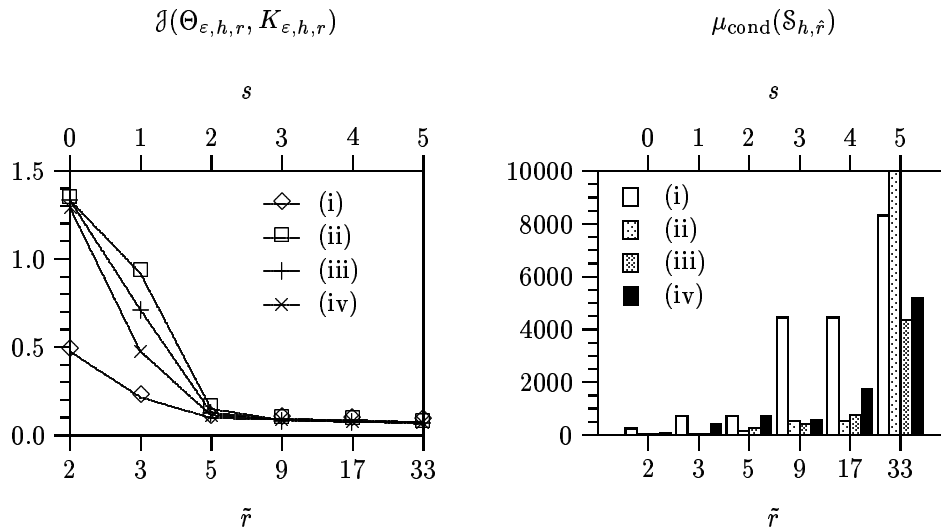 𝒥(Θ_{ε,h,r}, K_{ε,h,r})
s
0 1 2 3 4 5
1.5
1.0
0.5
0.0
(i)
(ii)
(iii)
(iv)
2 3 5 9 17 33
r̃
μ_{cond}(𝒮_{h,r̂})
s
0 1 2 3 4 5
10000
8000
6000
4000
2000
0
(i)
(ii)
(iii)
(iv)
2 3 5 9 17 33
r̃